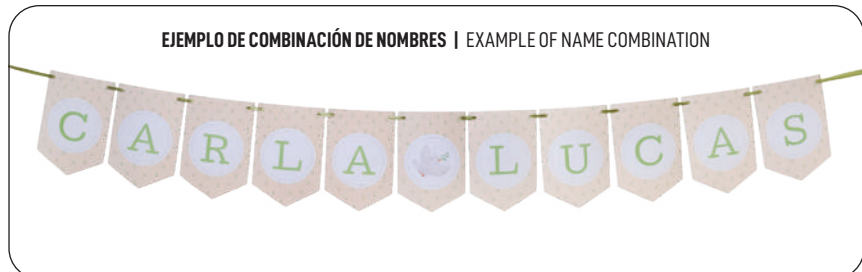 EJEMPLO DE COMBINACIÓN DE NOMBRES | EXAMPLE OF NAME COMBINATION
CARLA LUCAS